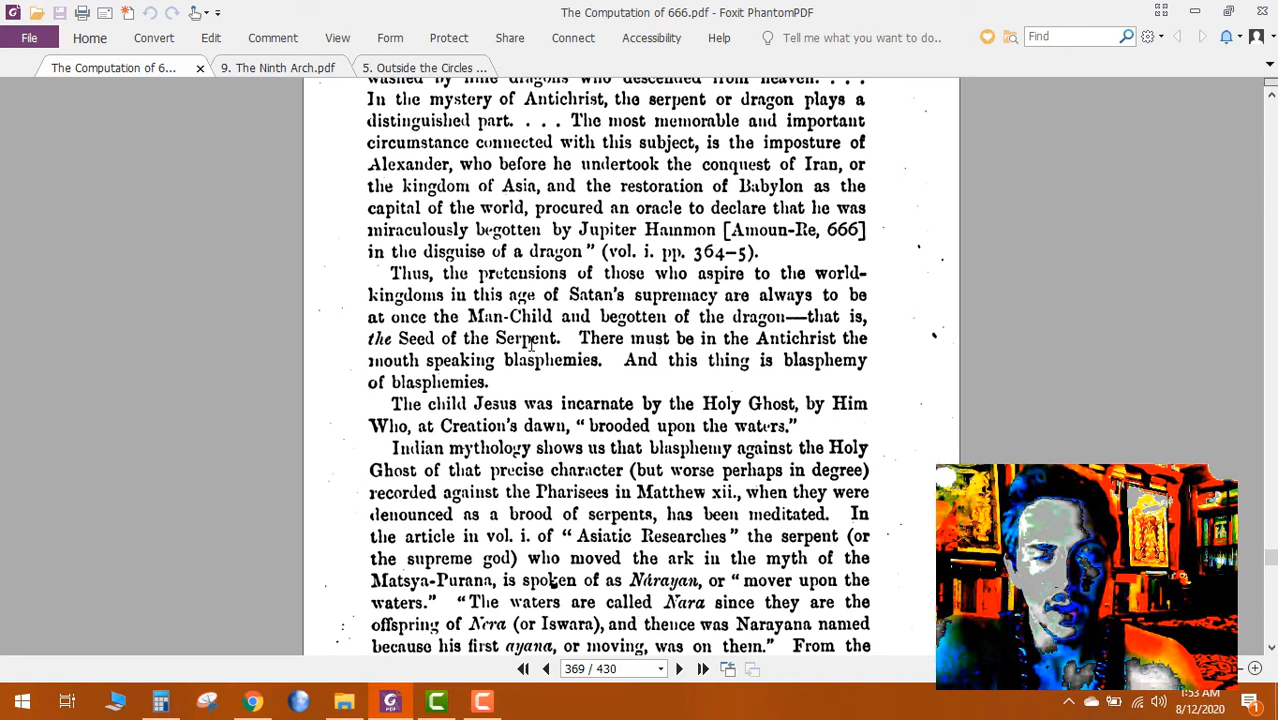 The Computation of 666.pdf - Foxit PhantomPDF
File Home Convert Edit Comment View Form Protect Share Connect Accessibility Help Tell me what you want to do.. Find
The Computation of 6... 9. The Ninth Arch.pdf 5. Outside the Circles ...
washed by nine dragons who descended from heaven. . . .
In the mystery of Antichrist, the serpent or dragon plays a
distinguished part. . . . The most memorable and important
circumstance connected with this subject, is the imposture of
Alexander, who before he undertook the conquest of Iran, or
the kingdom of Asia, and the restoration of Babylon as the
capital of the world, procured an oracle to declare that he was
miraculously begotten by Jupiter Hammon [Amoun-Re, 666]
in the disguise of a dragon" (vol. i. pp. 364–5).
Thus, the pretensions of those who aspire to the world-
kingdoms in this age of Satan's supremacy are always to be
at once the Man-Child and begotten of the dragon—that is,
the Seed of the Serpent. There must be in the Antichrist the
mouth speaking blasphemies. And this thing is blasphemy
of blasphemies.
The child Jesus was incarnate by the Holy Ghost, by Him
Who, at Creation's dawn, "brooded upon the waters."
Indian mythology shows us that blasphemy against the Holy
Ghost of that precise character (but worse perhaps in degree)
recorded against the Pharisees in Matthew xii., when they were
denounced as a brood of serpents, has been meditated. In
the article in vol. i. of "Asiatic Researches" the serpent (or
the supreme god) who moved the ark in the myth of the
Matsya-Purana, is spoken of as Nárayan, or "mover upon the
waters." "The waters are called Nara since they are the
offspring of Nera (or Iswara), and thence was Narayana named
because his first ayana, or moving, was on them." From the
369 / 430
1:53 AM
8/12/2020